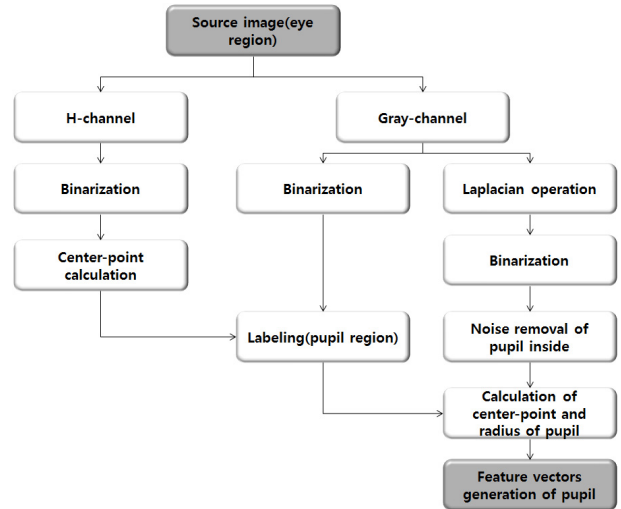 Source image(eye
region)
H-channel
Gray-channel
Binarization
Binarization
Laplacian operation
Center-point
calculation
Binarization
Labeling(pupil region)
Noise removal of
pupil inside
Calculation of
center-point and
radius of pupil
Feature vectors
generation of pupil